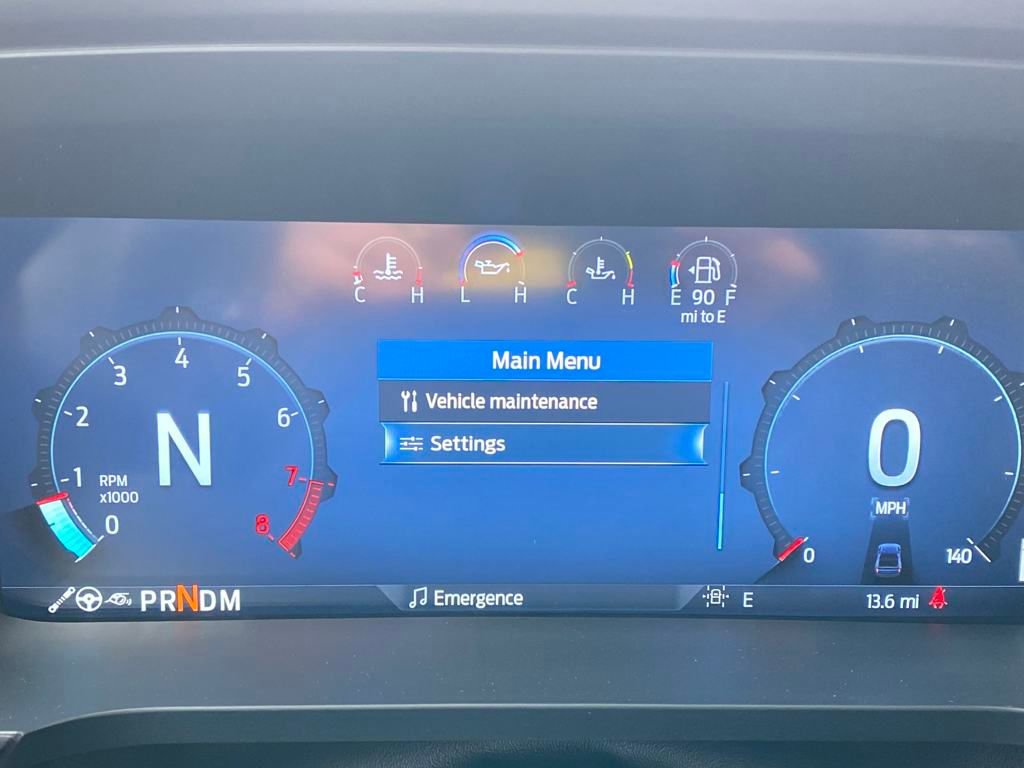 C H
L H
C H
E 90 F
mi to E
Main Menu
Vehicle maintenance
Settings
0 1 2 3 4 5 6 7 8
RPM
x1000
N
0
MPH
0 140
PRNDM
Emergence
E
13.6 mi